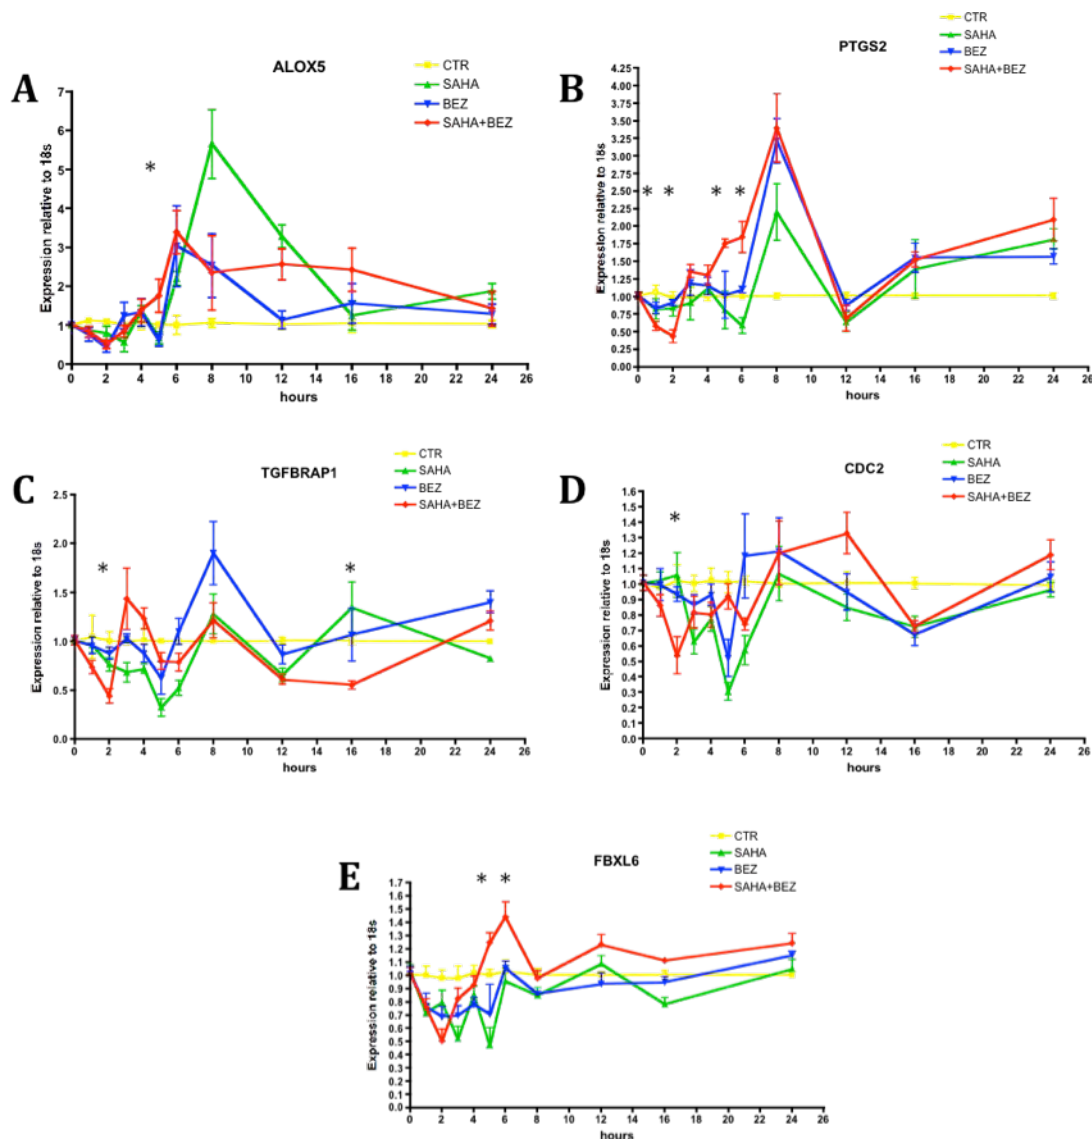 A
ALOX5
CTR
SAHA
BEZ
SAHA+BEZ
*
Expression relative to 18s
7
6
5
4
3
2
1
0
0 2 4 6 8 10 12 14 16 18 20 22 24 26
hours
B
PTGS2
CTR
SAHA
BEZ
SAHA+BEZ
* * * *
Expression relative to 18s
4.25
4.00
3.75
3.50
3.25
3.00
2.75
2.50
2.25
2.00
1.75
1.50
1.25
1.00
0.75
0.50
0.25
0.00
0 2 4 6 8 10 12 14 16 18 20 22 24 26
hours
C
TGFBRAP1
CTR
SAHA
BEZ
SAHA+BEZ
* *
Expression relative to 18s
2.5
2.0
1.5
1.0
0.5
0.0
0 2 4 6 8 10 12 14 16 18 20 22 24 26
hours
D
CDC2
CTR
SAHA
BEZ
SAHA+BEZ
*
Expression relative to 18s
1.6
1.5
1.4
1.3
1.2
1.1
1.0
0.9
0.8
0.7
0.6
0.5
0.4
0.3
0.2
0.1
0.0
0 2 4 6 8 10 12 14 16 18 20 22 24 26
hours
E
FBXL6
CTR
SAHA
BEZ
SAHA+BEZ
* *
Expression relative to 18s
1.7
1.6
1.5
1.4
1.3
1.2
1.1
1.0
0.9
0.8
0.7
0.6
0.5
0.4
0.3
0.2
0.1
0.0
0 2 4 6 8 10 12 14 16 18 20 22 24 26
hours